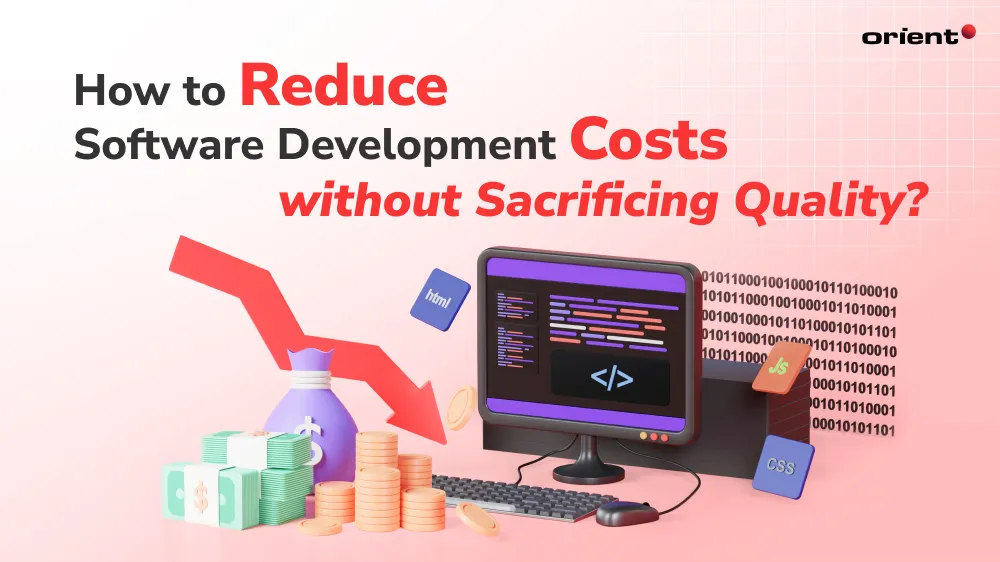 orient
How to Reduce
Software Development Costs
without Sacrificing Quality?
html
</>
Js
CSS
$
$